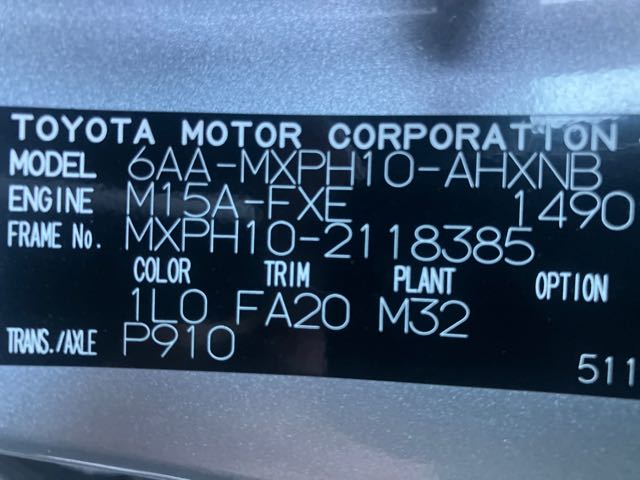 TOYOTA MOTOR CORPORATION
MODEL 6AA-MXPH10-AHXNB
ENGINE M15A-FXE 1490
FRAME No. MXPH10-2118385
COLOR TRIM PLANT OPTION
1L0 FA20 M32
TRANS./AXLE P910
511